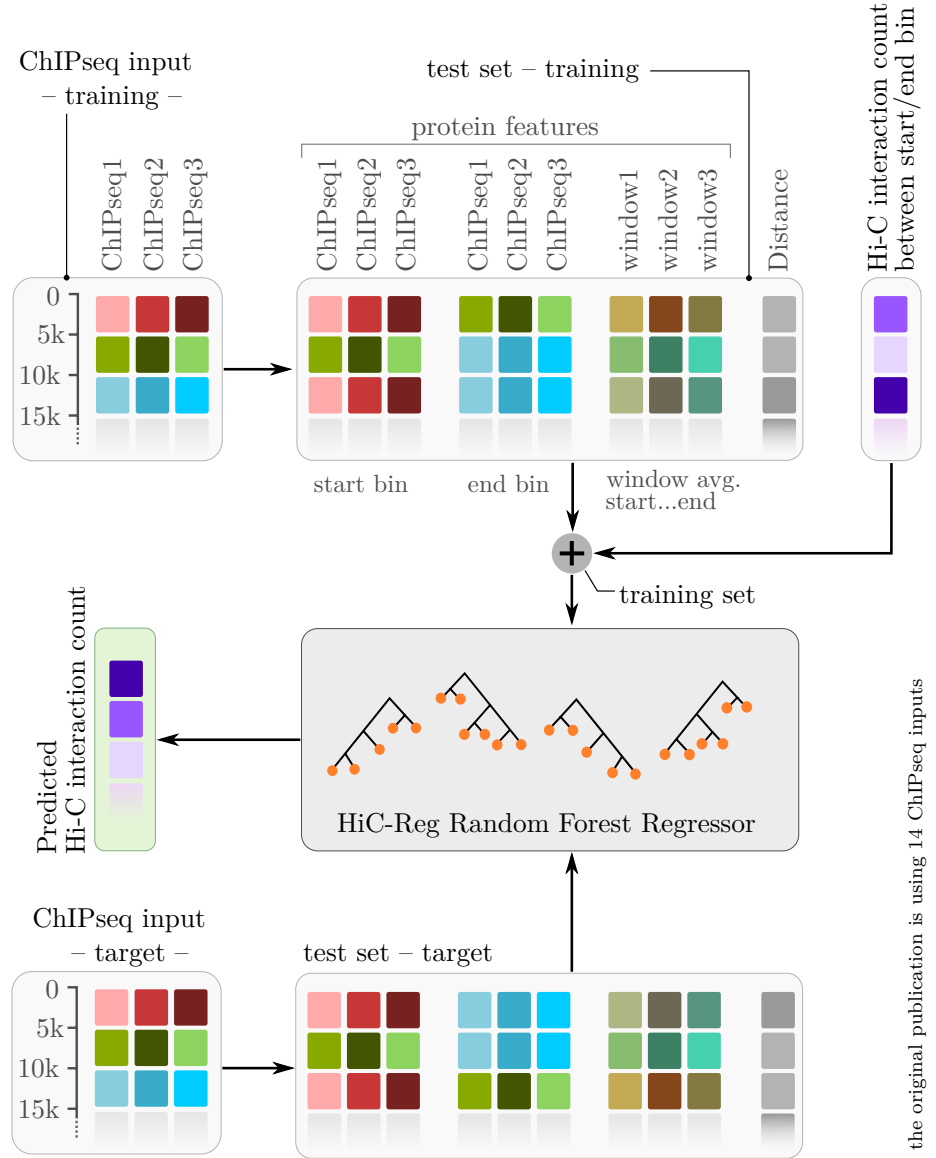 ChIPseq input
– training –
test set – training
protein features
ChIPseq1
ChIPseq2
ChIPseq3
ChIPseq1
ChIPseq2
ChIPseq3
ChIPseq1
ChIPseq2
ChIPseq3
window1
window2
window3
Distance
Hi-C interaction count
between start/end bin
0
5k
10k
15k
start bin
end bin
window avg.
start...end
training set
Predicted
Hi-C interaction count
HiC-Reg Random Forest Regressor
ChIPseq input
– target –
test set – target
0
5k
10k
15k
the original publication is using 14 ChIPseq inputs